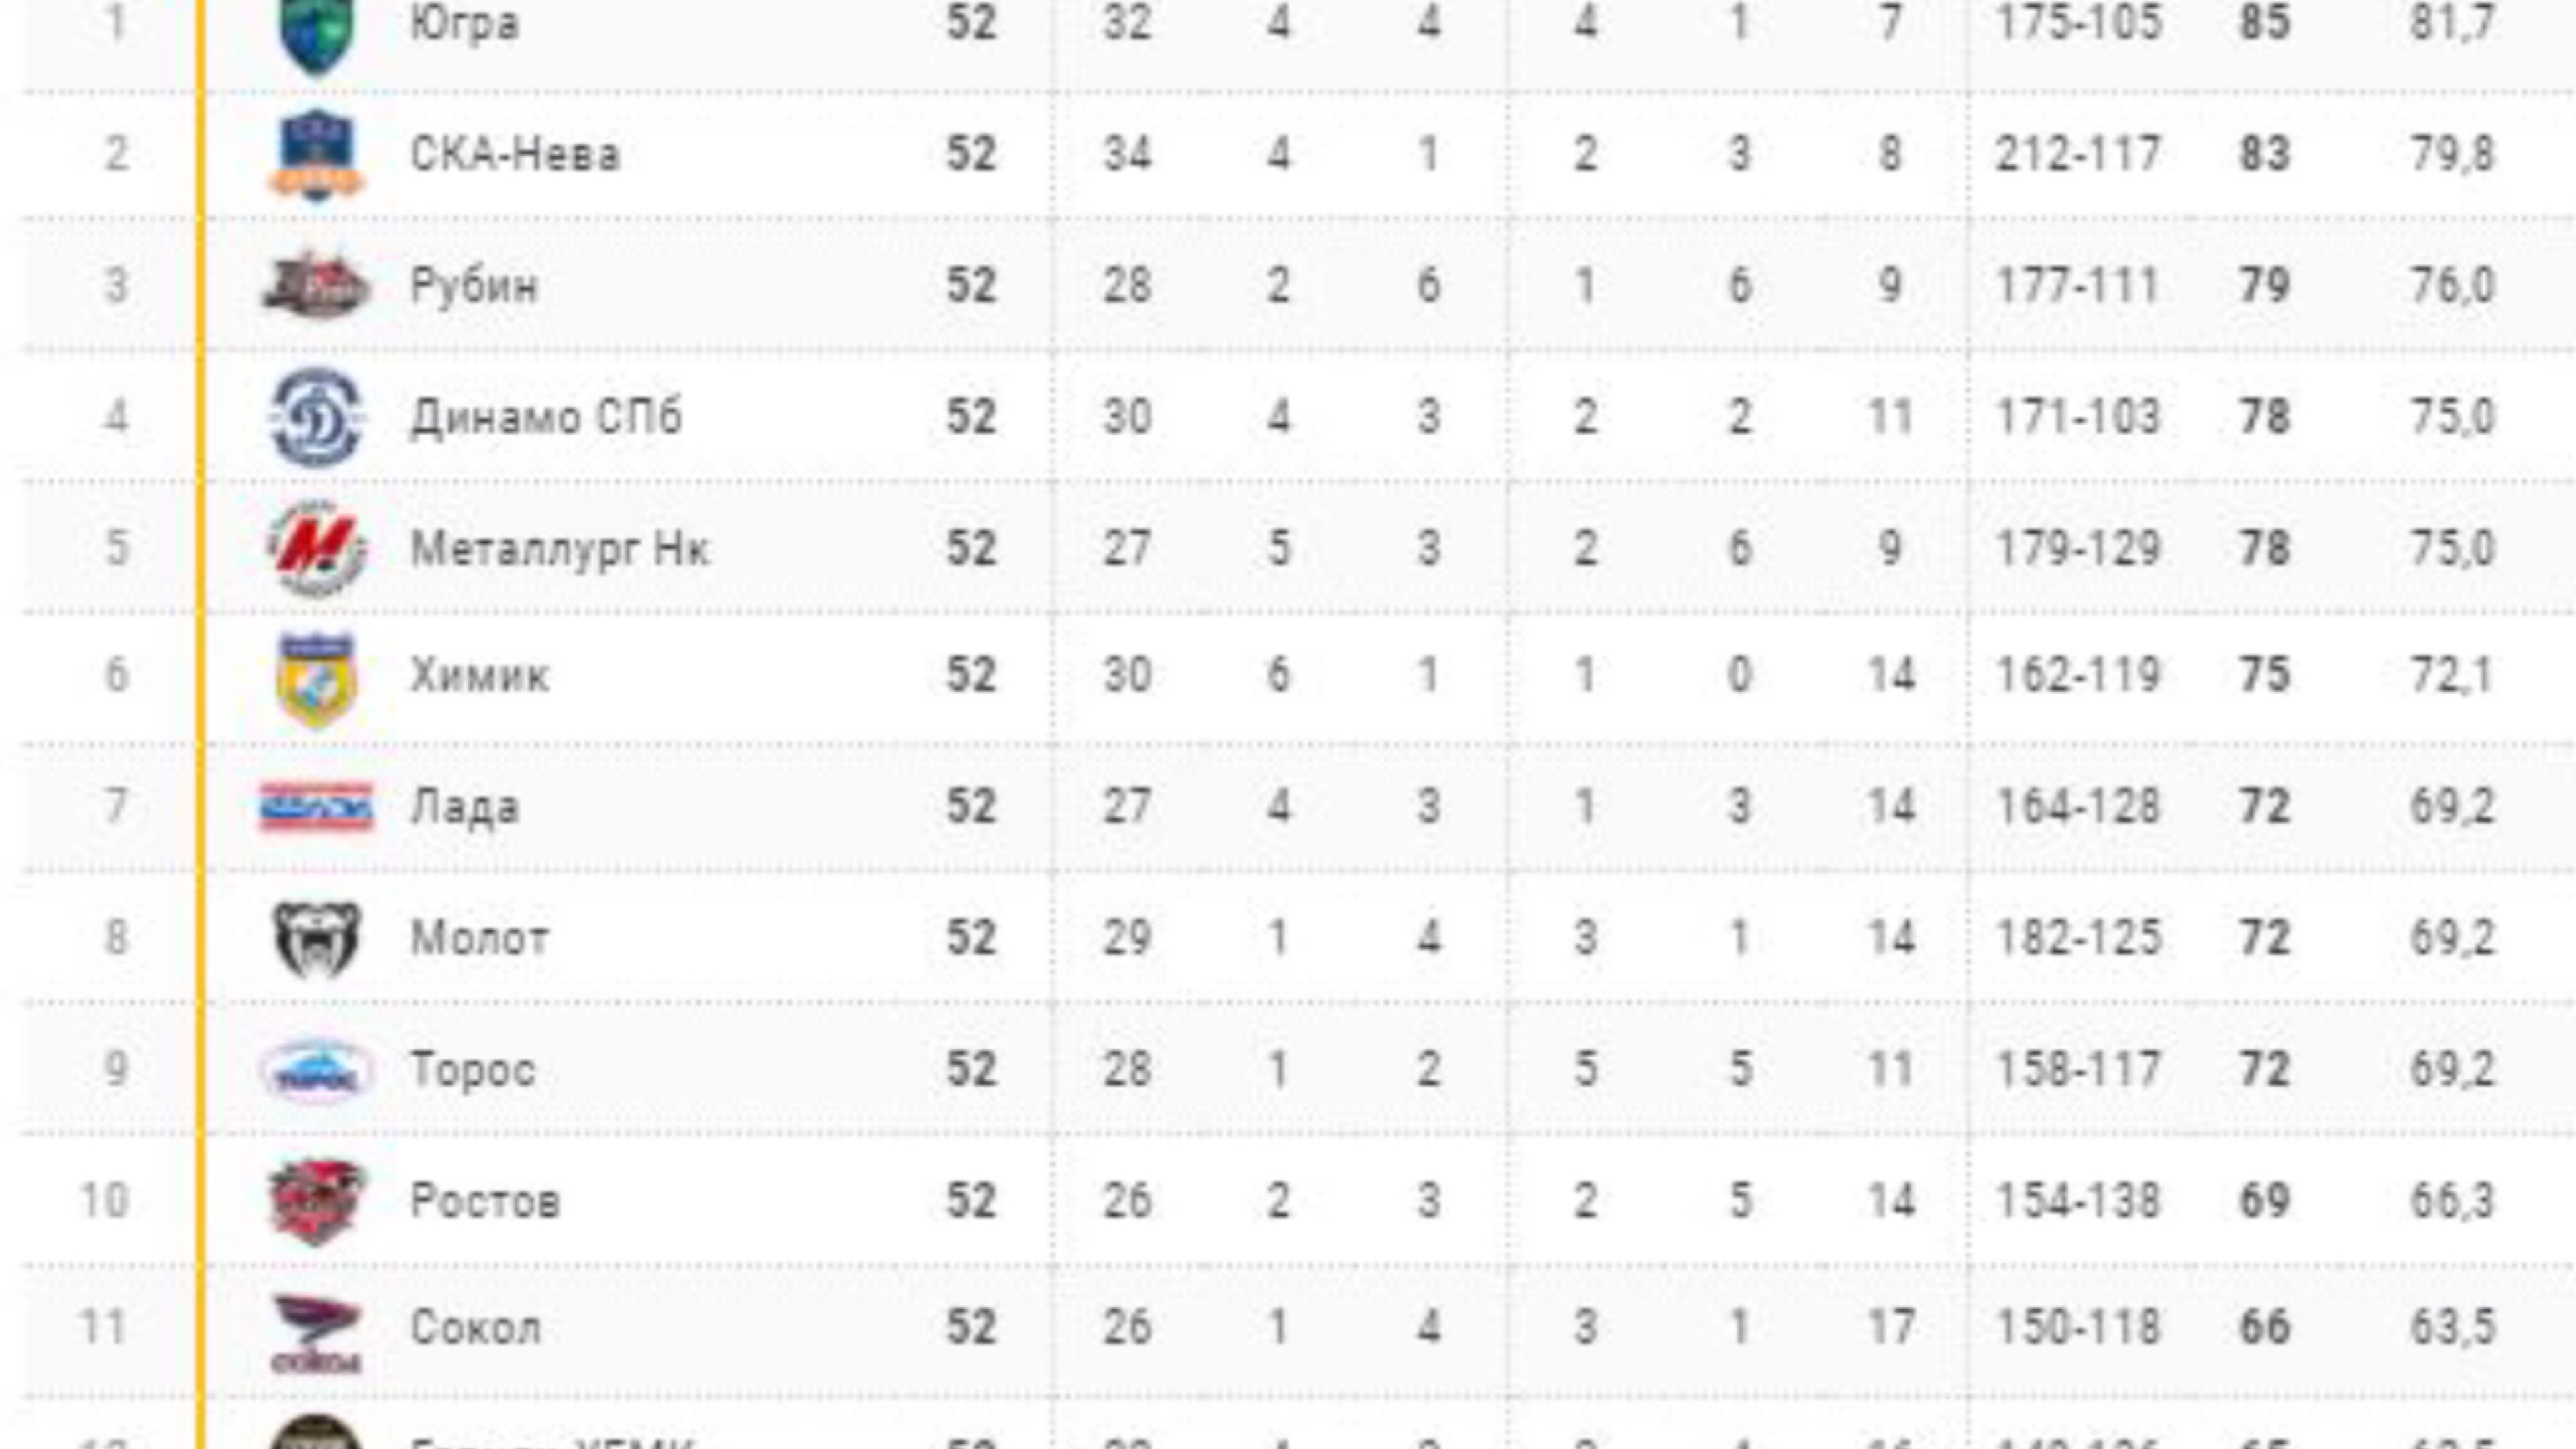 1 Югра 52 32 4 4 4 1 7 175-105 85 81,7
2 СКА-Нева 52 34 4 1 2 3 8 212-117 83 79,8
3 Рубин 52 28 2 6 1 6 9 177-111 79 76,0
4 Динамо СПб 52 30 4 3 2 2 11 171-103 78 75,0
5 Металлург Нк 52 27 5 3 2 6 9 179-129 78 75,0
6 Химик 52 30 6 1 1 0 14 162-119 75 72,1
7 Лада 52 27 4 3 1 3 14 164-128 72 69,2
8 Молот 52 29 1 4 3 1 14 182-125 72 69,2
9 Торос 52 28 1 2 5 5 11 158-117 72 69,2
10 Ростов 52 26 2 3 2 5 14 154-138 69 66,3
11 Сокол 52 26 1 4 3 1 17 150-118 66 63,5